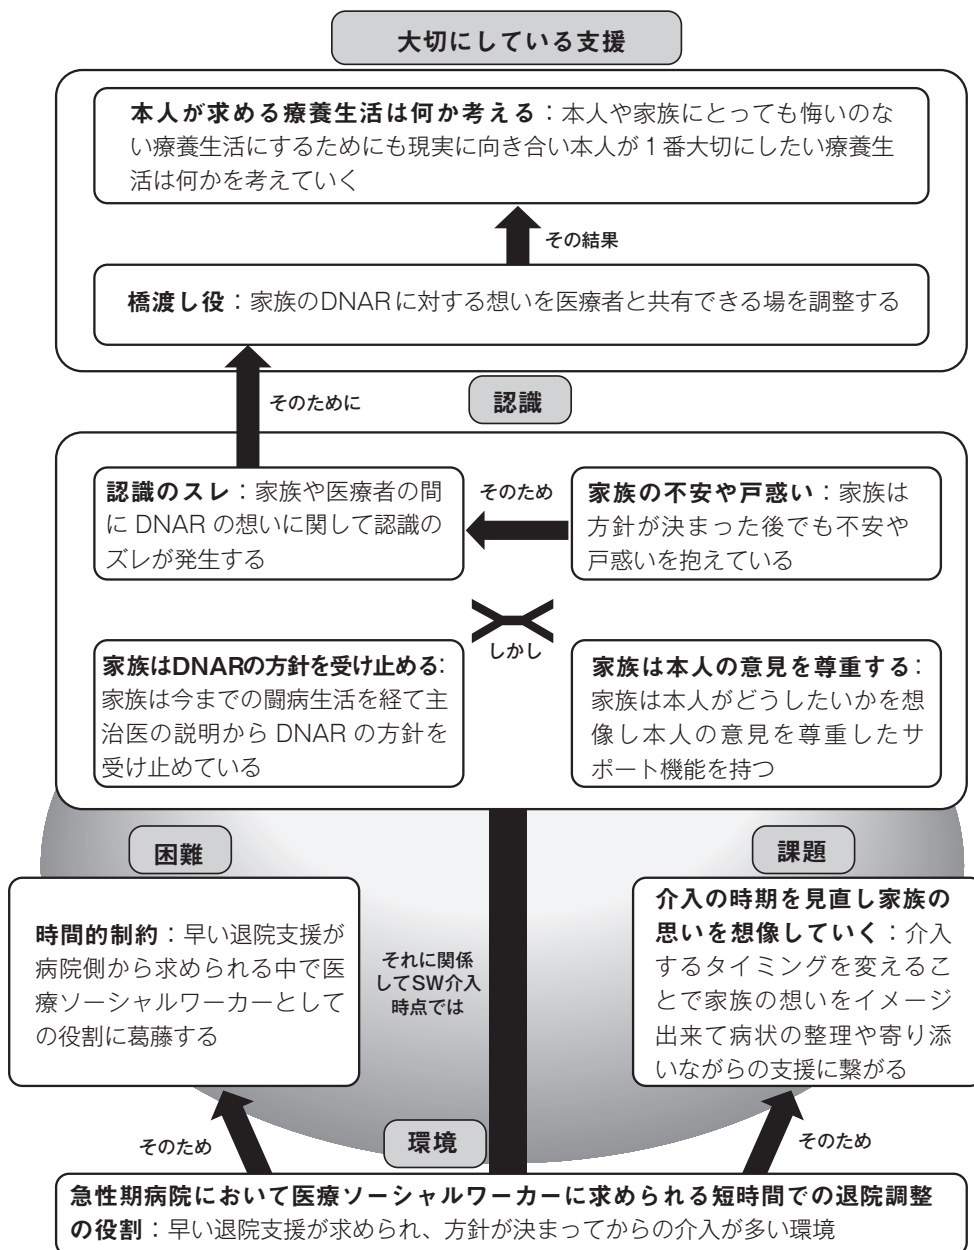 大切にしている支援
本人が求める療養生活は何か考える：本人や家族にとっても悔いのな
い療養生活にするためにも現実に向き合い本人が１番大切にしたい療養生
活は何かを考えていく
その結果
橋渡し役：家族のDNARに対する想いを医療者と共有できる場を調整する
そのために
認識
認識のスレ：家族や医療者の間
に DNAR の想いに関して認識の
ズレが発生する
そのため
家族の不安や戸惑い：家族は
方針が決まった後でも不安や
戸惑いを抱えている
しかし
家族はDNARの方針を受け止める：
家族は今までの闘病生活を経て主
治医の説明から DNAR の方針を
受け止めている
家族は本人の意見を尊重する：
家族は本人がどうしたいかを想
像し本人の意見を尊重したサ
ポート機能を持つ
困難
時間的制約：早い退院支援が
病院側から求められる中で医
療ソーシャルワーカーとして
の役割に葛藤する
それに関係
してSW介入
時点では
課題
介入の時期を見直し家族の
思いを想像していく：介入
するタイミングを変えるこ
とで家族の想いをイメージ
出来て病状の整理や寄り添
いながらの支援に繋がる
そのため
環境
そのため
急性期病院において医療ソーシャルワーカーに求められる短時間での退院調整
の役割：早い退院支援が求められ、方針が決まってからの介入が多い環境